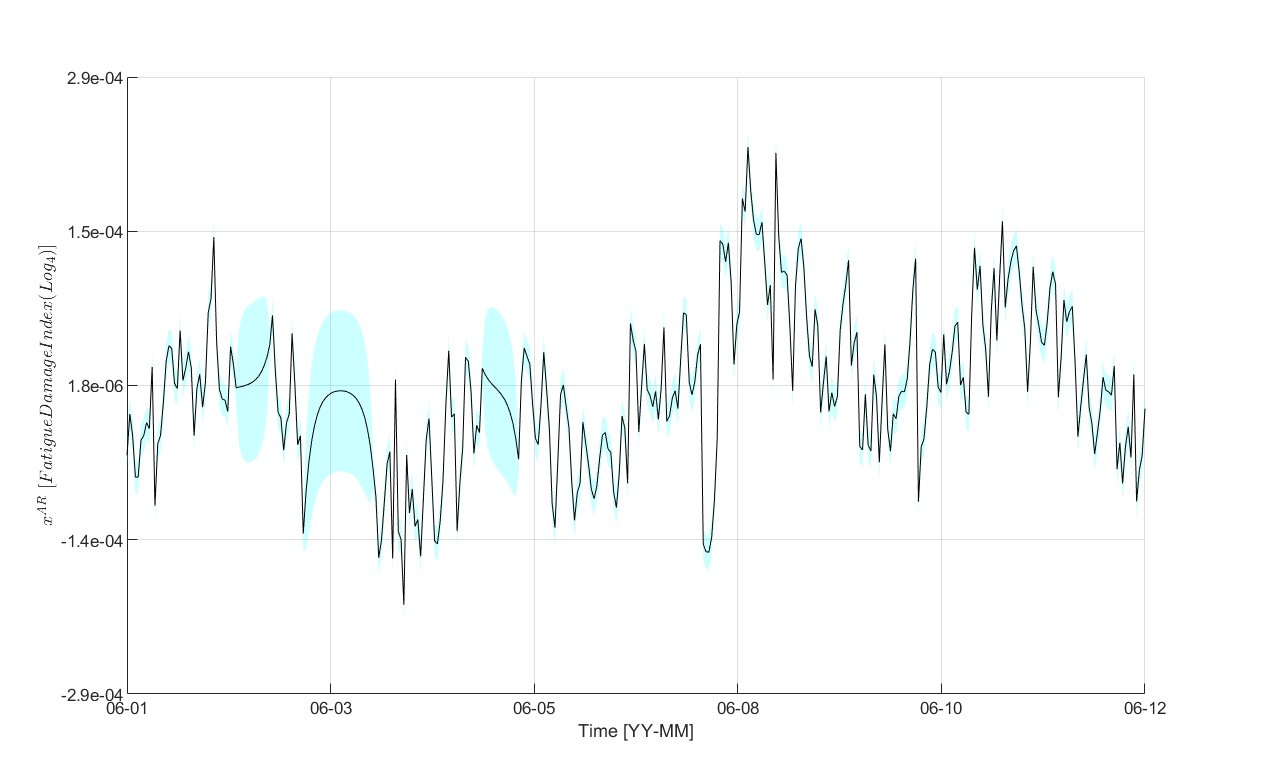 2.9e-04
1.5e-04
1.8e-06
-1.4e-04
-2.9e-04
x^{AR} [FatigueDamageIndex(Log_4)]
06-01 06-03 06-05 06-08 06-10 06-12
Time [YY-MM]